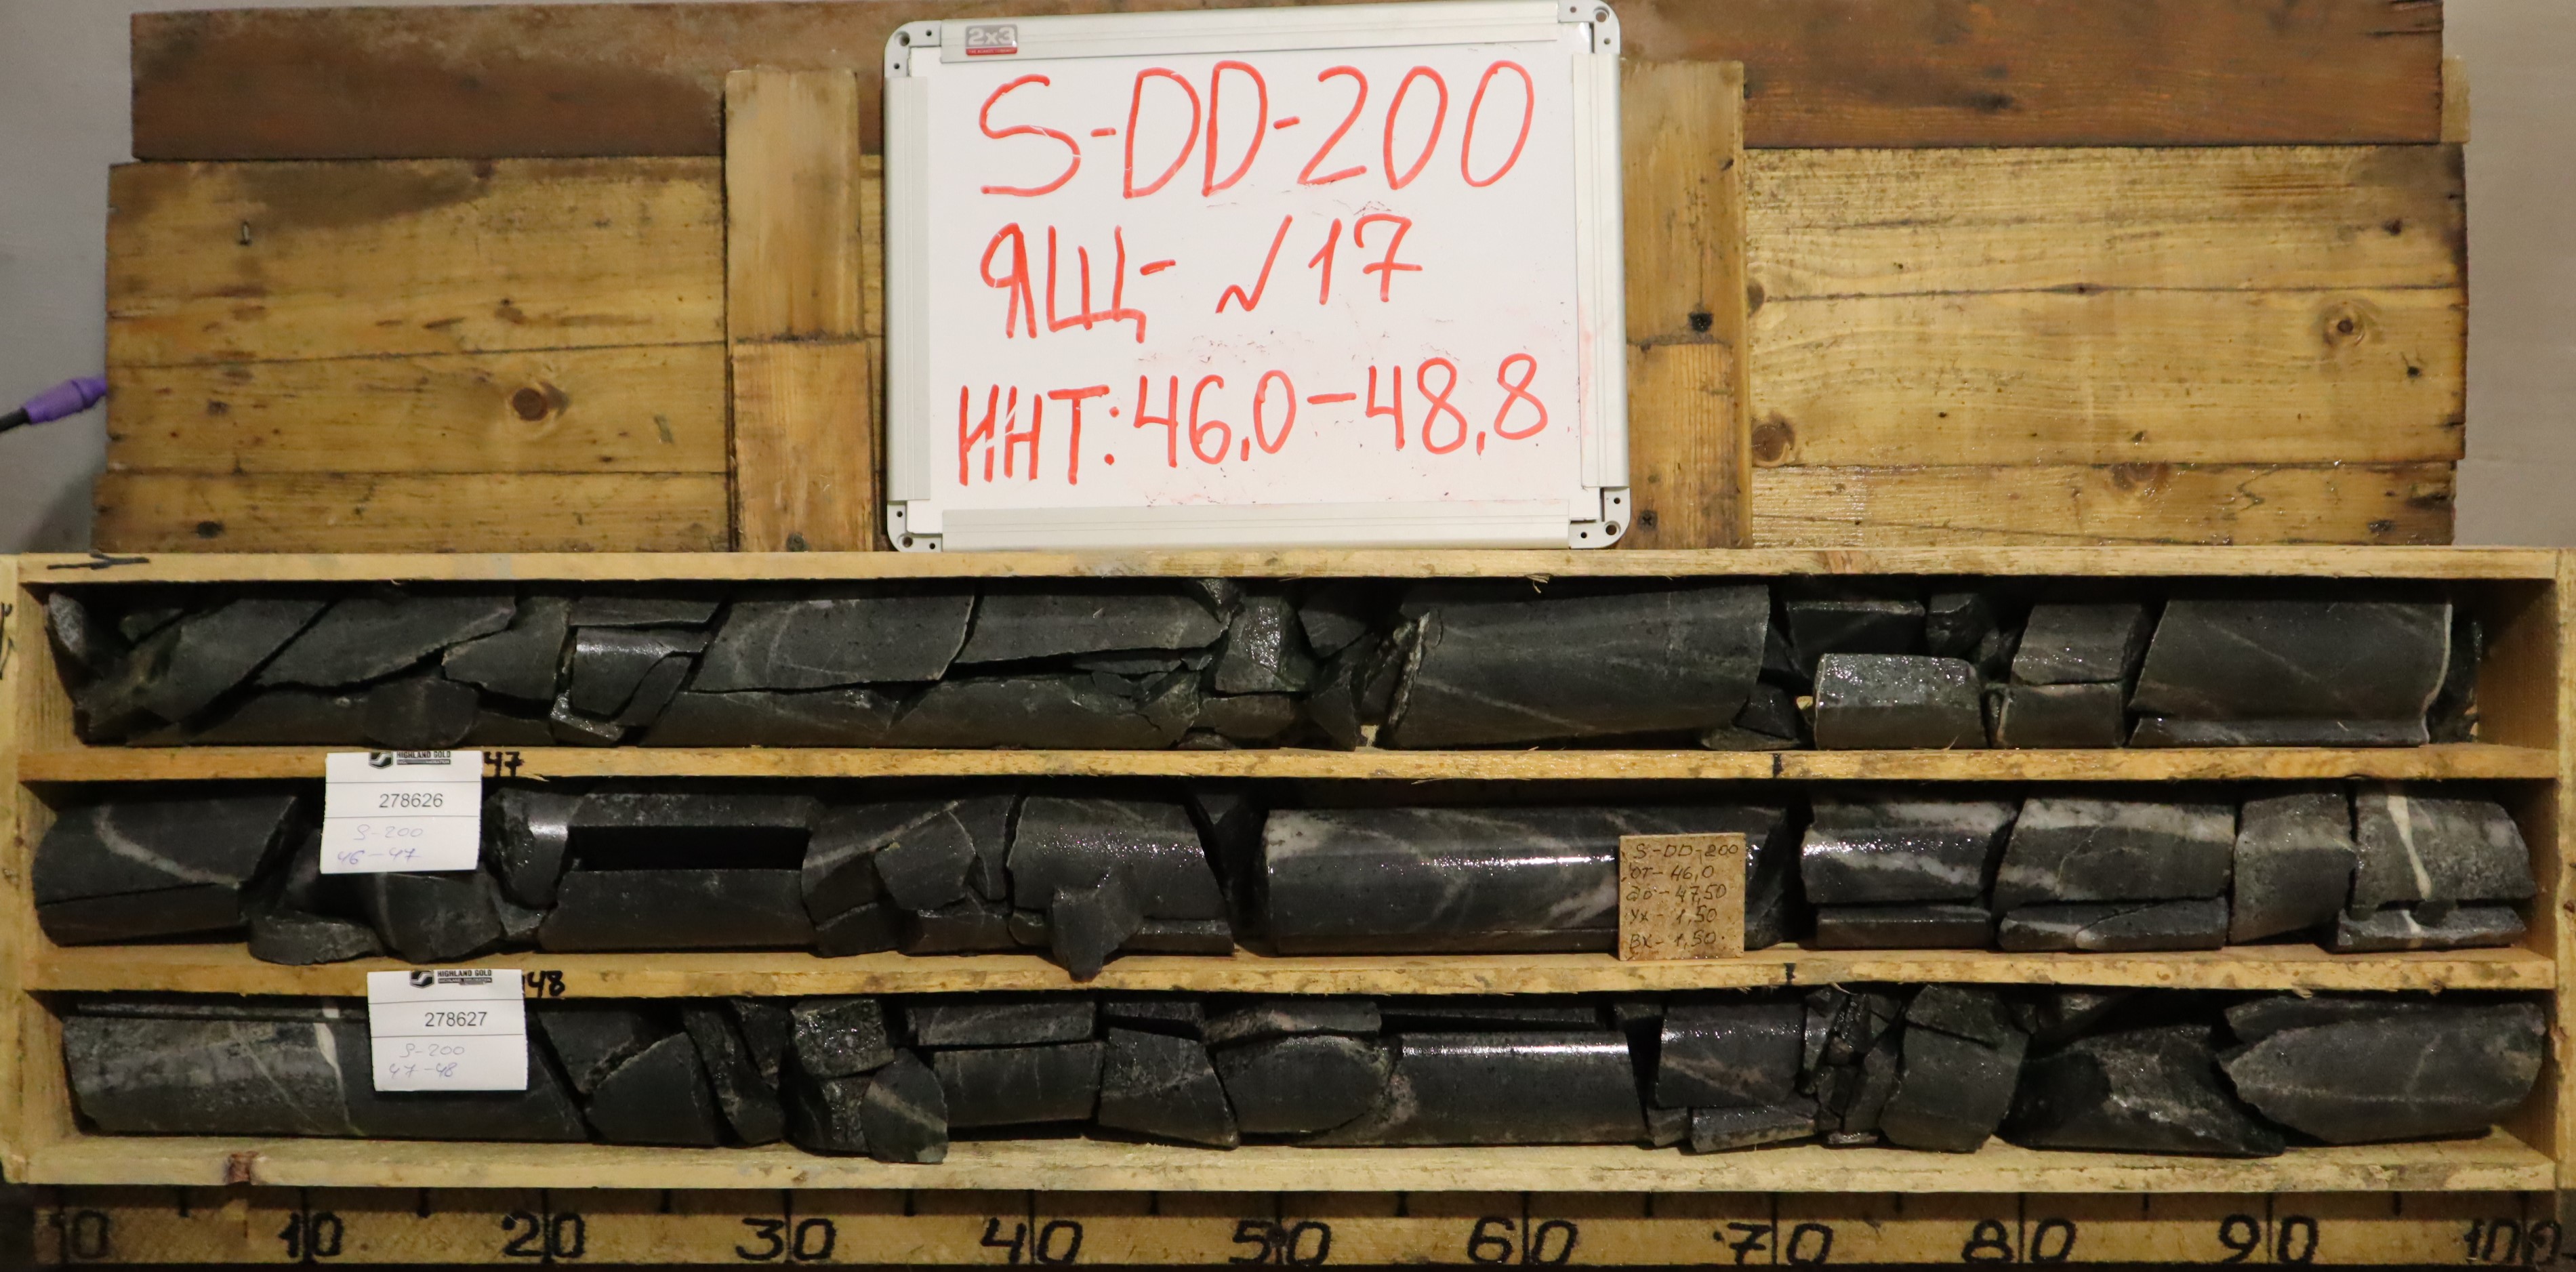 2x3
S-DD-200
ЯЩ- №17
ИНТ: 46,0-48,8
47
HIGHLAND GOLD
278626
S-200
46-47
S-DD-200
от- 46,0
до- 47,50
ух- 1,50
вх- 1,50.
48
HIGHLAND GOLD
278627
S-200
47-48
0 10 20 30 40 50 60 70 80 90 100